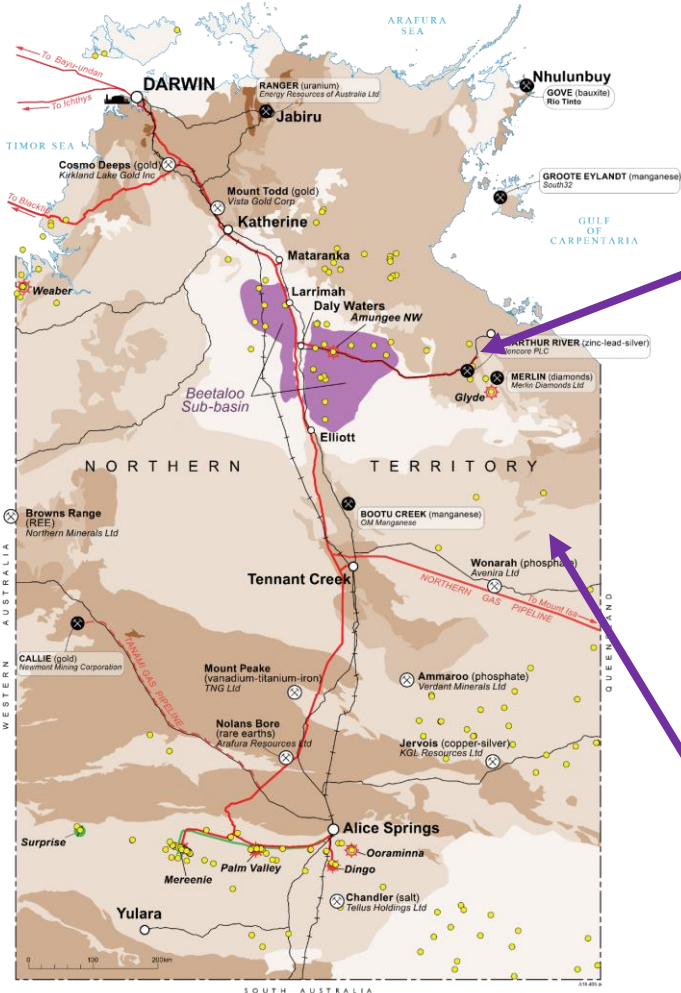 ARAFURA
SEA
To Bayu-undan
DARWIN
To Ichthys
RANGER (uranium)
Energy Resources of Australia Ltd
Jabiru
Nhulunbuy
GOVE (bauxite)
Rio Tinto
TIMOR SEA
Cosmo Deeps (gold)
Kirkland Lake Gold Inc
GROOTE EYLANDT (manganese)
South32
To Blacktip
Mount Todd (gold)
Vista Gold Corp
Katherine
GULF
OF
CARPENTARIA
Mataranka
Weaber
Larrimah
Daly Waters
Amungee NW
ARTHUR RIVER (zinc-lead-silver)
lencore PLC
MERLIN (diamonds)
Merlin Diamonds Ltd
Glyde
Beetaloo
Sub-basin
Elliott
NORTHERN TERRITORY
Browns Range
(REE)
Northern Minerals Ltd
BOOTU CREEK (manganese)
OM Manganese
Wonarah (phosphate)
Avenira Ltd
Tennant Creek
NORTHERN GAS PIPELINE
To Mount Isa
WESTERN AUSTRALIA
QUEENSLAND
CALLIE (gold)
Newmont Mining Corporation
TANAMI GAS PIPELINE
Mount Peake
(vanadium-titanium-iron)
TNG Ltd
Ammaroo (phosphate)
Verdant Minerals Ltd
Nolans Bore
(rare earths)
Arafura Resources Ltd
Jervois (copper-silver)
KGL Resources Ltd
Alice Springs
Surprise
Mereenie
Palm Valley
Ooraminna
Dingo
Chandler (salt)
Tellus Holdings Ltd
Yulara
0 100 200km
SOUTH AUSTRALIA